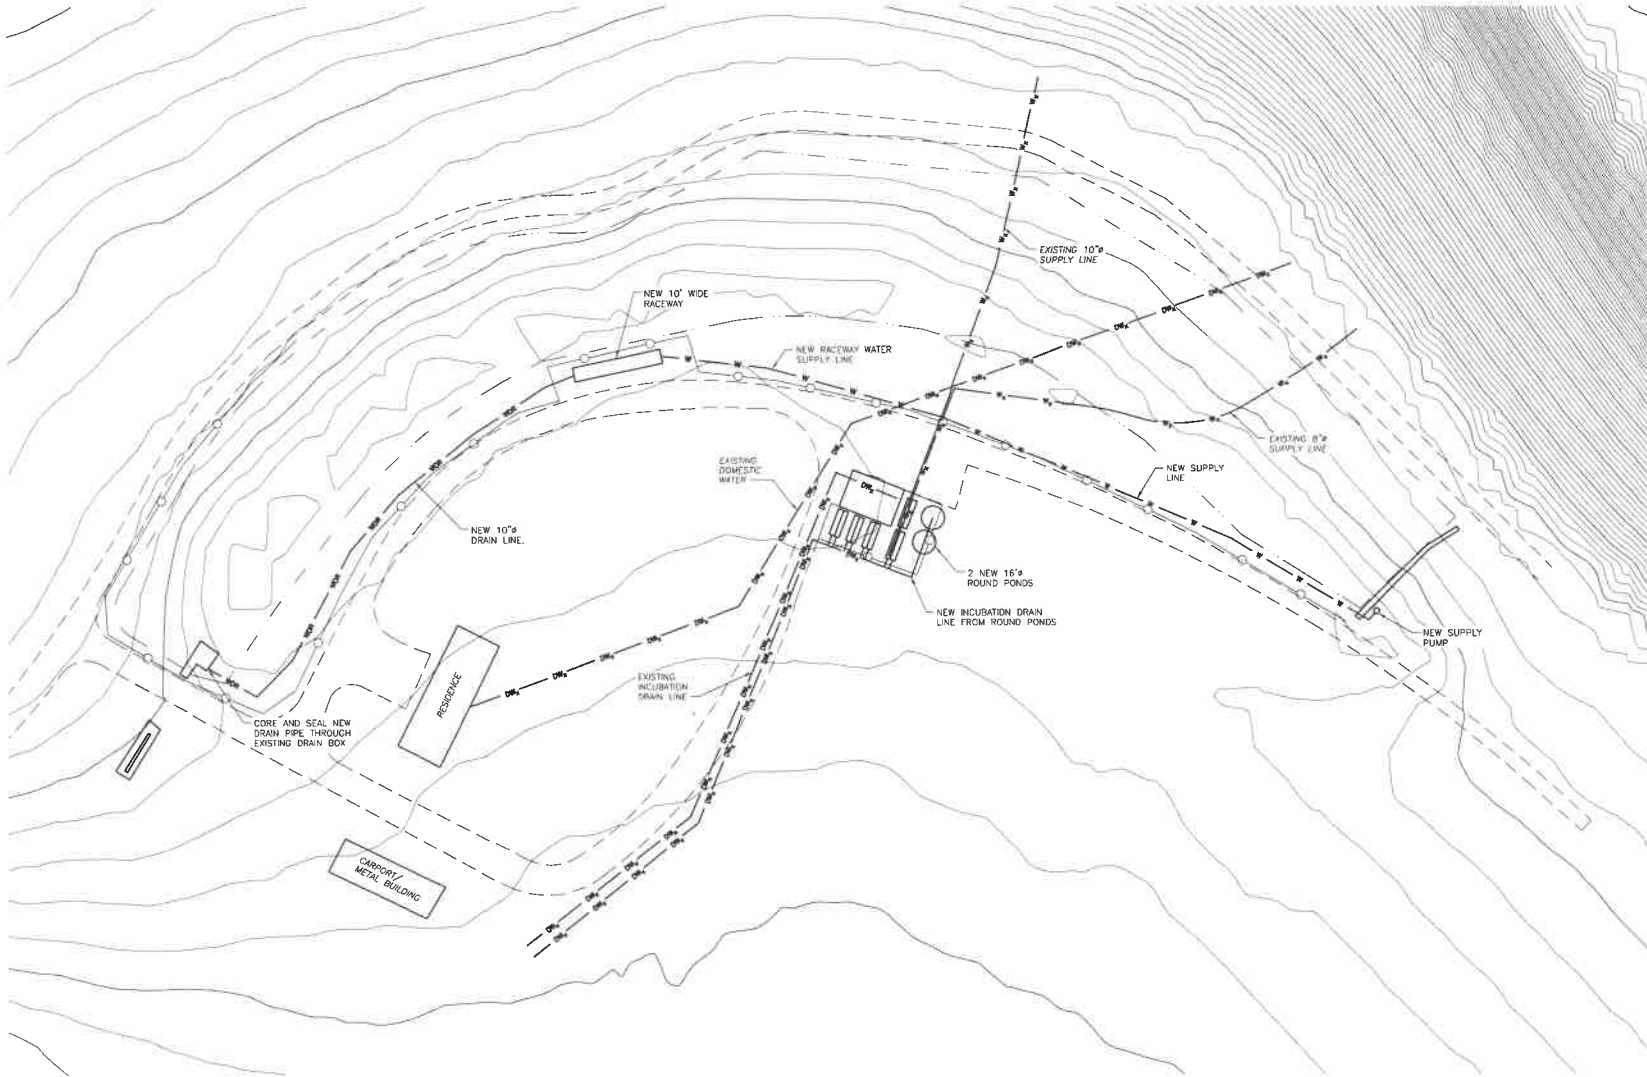 EXISTING 10"ø
SUPPLY LINE
NEW 10' WIDE
RACEWAY
NEW RACEWAY WATER
SUPPLY LINE
EXISTING 8"ø
SUPPLY LINE
EXISTING
DOMESTIC
WATER
NEW SUPPLY
LINE
NEW 10"ø
DRAIN LINE.
2 NEW 16'ø
ROUND PONDS
NEW INCUBATION DRAIN
LINE FROM ROUND PONDS
NEW SUPPLY
PUMP
RESIDENCE
EXISTING
INCUBATION
DRAIN LINE
CORE AND SEAL NEW
DRAIN PIPE THROUGH
EXISTING DRAIN BOX
CARPORT/
METAL BUILDING